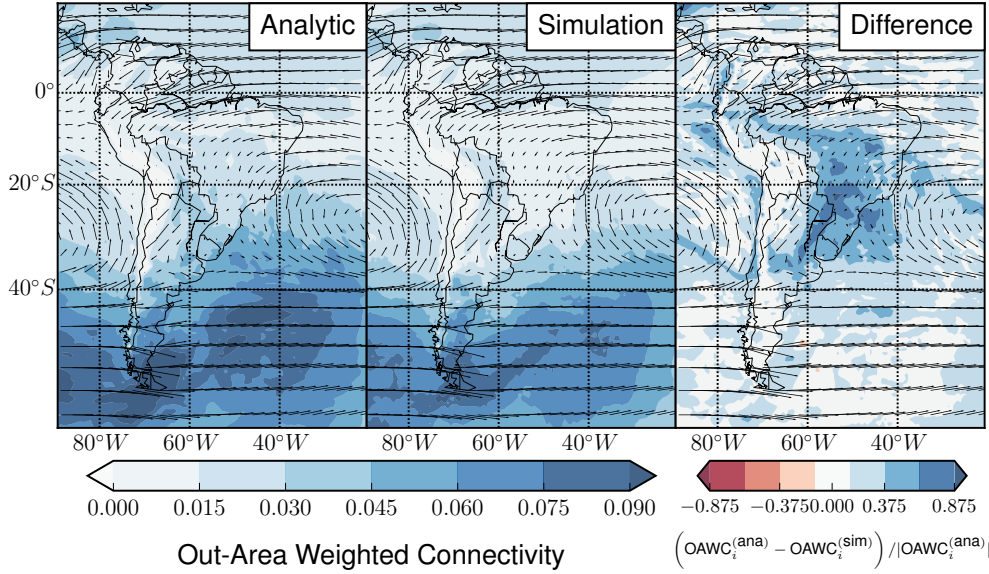 Analytic Simulation Difference
0°
20°S
40°S
80°W 60°W 40°W 80°W 60°W 40°W 80°W 60°W 40°W
0.000 0.015 0.030 0.045 0.060 0.075 0.090
−0.875 −0.375 0.000 0.375 0.875
Out-Area Weighted Connectivity
(OAWC_i^(ana) − OAWC_i^(sim))/|OAWC_i^(ana)|